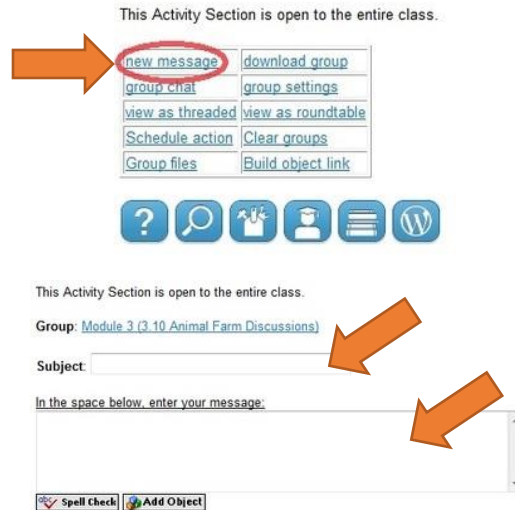 This Activity Section is open to the entire class.
new message download group
group chat group settings
view as threaded view as roundtable
Schedule action Clear groups
Group files Build object link
?
W
This Activity Section is open to the entire class.
Group: Module 3 (3.10 Animal Farm Discussions)
Subject:
In the space below, enter your message:
abc Spell Check Add Object